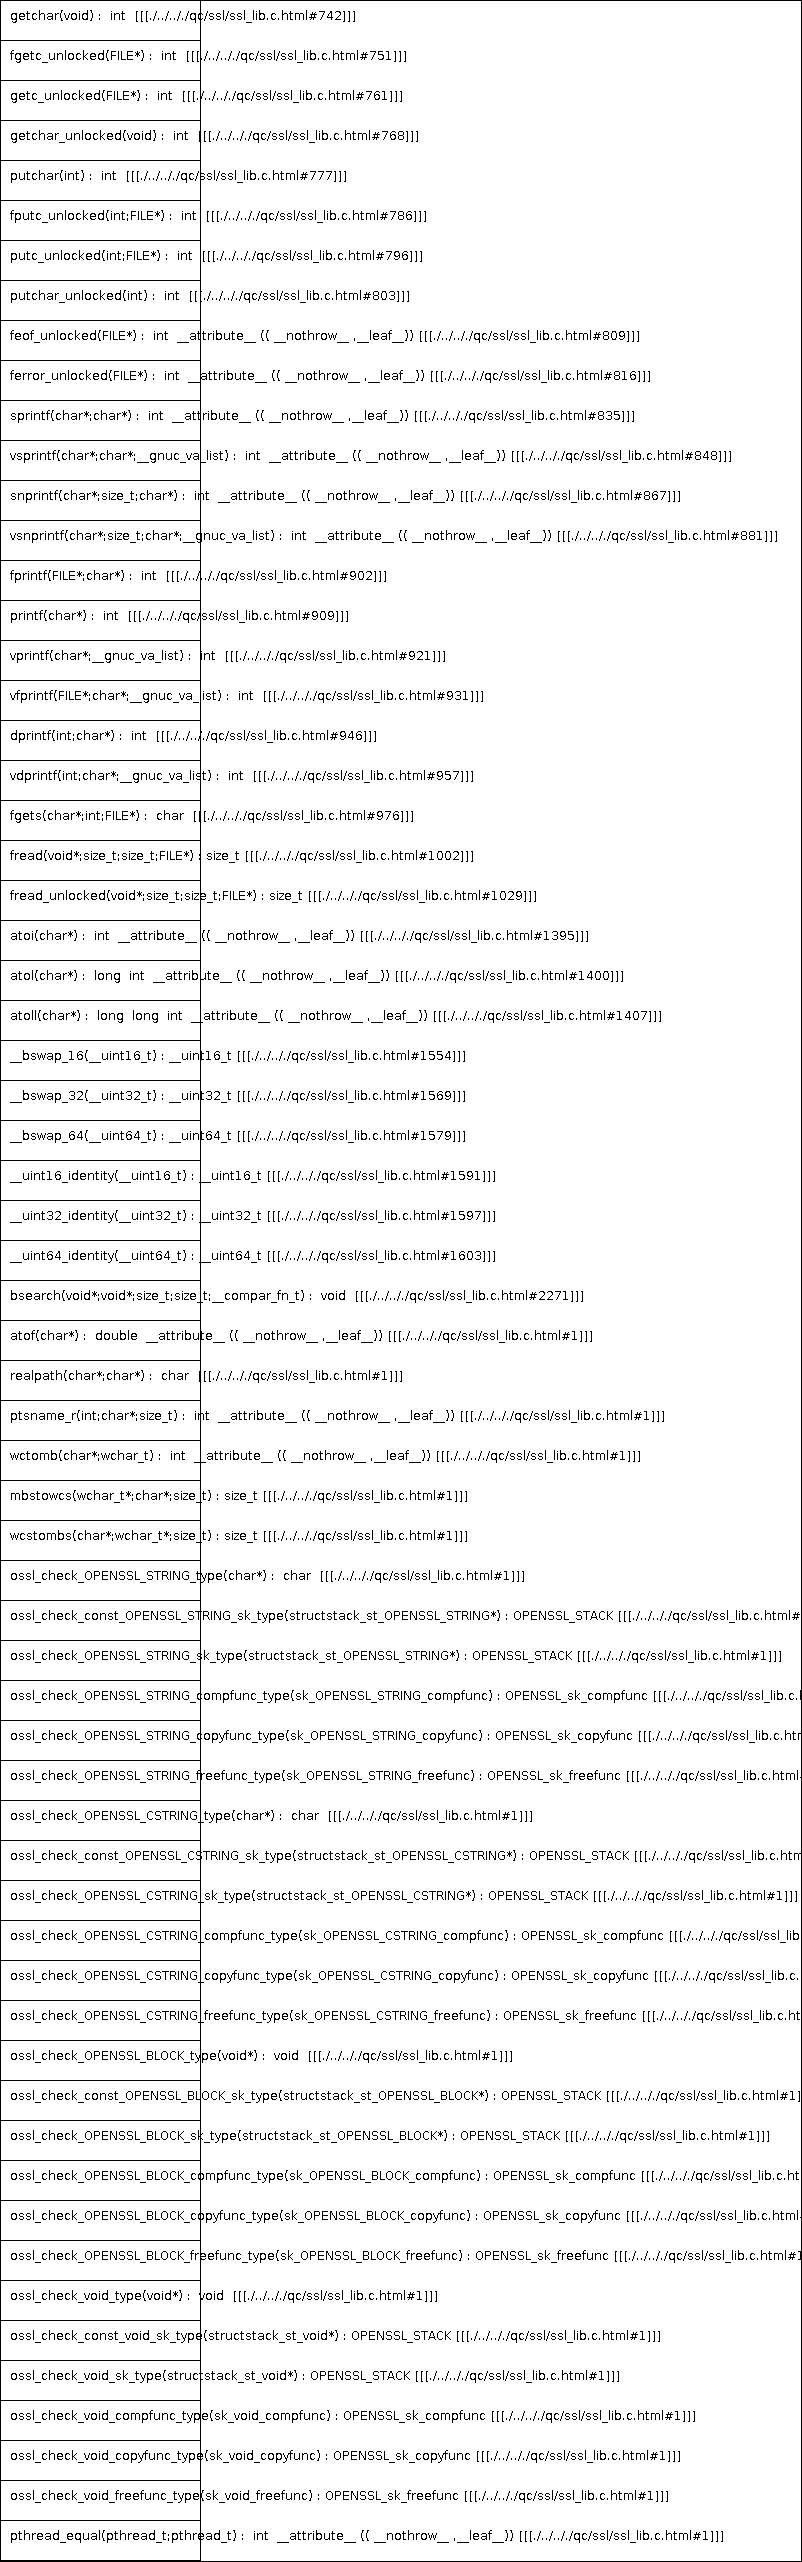 getchar(void) :  int  [[[./../.././qc/ssl/ssl_lib.c.html#742]]]
fgetc_unlocked(FILE*) :  int  [[[./../.././qc/ssl/ssl_lib.c.html#751]]]
getc_unlocked(FILE*) :  int  [[[./../.././qc/ssl/ssl_lib.c.html#761]]]
getchar_unlocked(void) :  int  [[[./../.././qc/ssl/ssl_lib.c.html#768]]]
putchar(int) :  int  [[[./../.././qc/ssl/ssl_lib.c.html#777]]]
fputc_unlocked(int;FILE*) :  int  [[[./../.././qc/ssl/ssl_lib.c.html#786]]]
putc_unlocked(int;FILE*) :  int  [[[./../.././qc/ssl/ssl_lib.c.html#796]]]
putchar_unlocked(int) :  int  [[[./../.././qc/ssl/ssl_lib.c.html#803]]]
feof_unlocked(FILE*) :  int  __attribute__ (( __nothrow__ ,__leaf__)) [[[./../.././qc/ssl/ssl_lib.c.html#809]]]
ferror_unlocked(FILE*) :  int  __attribute__ (( __nothrow__ ,__leaf__)) [[[./../.././qc/ssl/ssl_lib.c.html#816]]]
sprintf(char*;char*) :  int  __attribute__ (( __nothrow__ ,__leaf__)) [[[./../.././qc/ssl/ssl_lib.c.html#835]]]
vsprintf(char*;char*;__gnuc_va_list) :  int  __attribute__ (( __nothrow__ ,__leaf__)) [[[./../.././qc/ssl/ssl_lib.c.html#848]]]
snprintf(char*;size_t;char*) :  int  __attribute__ (( __nothrow__ ,__leaf__)) [[[./../.././qc/ssl/ssl_lib.c.html#867]]]
vsnprintf(char*;size_t;char*;__gnuc_va_list) :  int  __attribute__ (( __nothrow__ ,__leaf__)) [[[./../.././qc/ssl/ssl_lib.c.html#881]]]
fprintf(FILE*;char*) :  int  [[[./../.././qc/ssl/ssl_lib.c.html#902]]]
printf(char*) :  int  [[[./../.././qc/ssl/ssl_lib.c.html#909]]]
vprintf(char*;__gnuc_va_list) :  int  [[[./../.././qc/ssl/ssl_lib.c.html#921]]]
vfprintf(FILE*;char*;__gnuc_va_list) :  int  [[[./../.././qc/ssl/ssl_lib.c.html#931]]]
dprintf(int;char*) :  int  [[[./../.././qc/ssl/ssl_lib.c.html#946]]]
vdprintf(int;char*;__gnuc_va_list) :  int  [[[./../.././qc/ssl/ssl_lib.c.html#957]]]
fgets(char*;int;FILE*) :  char  [[[./../.././qc/ssl/ssl_lib.c.html#976]]]
fread(void*;size_t;size_t;FILE*) : size_t [[[./../.././qc/ssl/ssl_lib.c.html#1002]]]
fread_unlocked(void*;size_t;size_t;FILE*) : size_t [[[./../.././qc/ssl/ssl_lib.c.html#1029]]]
atoi(char*) :  int  __attribute__ (( __nothrow__ ,__leaf__)) [[[./../.././qc/ssl/ssl_lib.c.html#1395]]]
atol(char*) :  long  int  __attribute__ (( __nothrow__ ,__leaf__)) [[[./../.././qc/ssl/ssl_lib.c.html#1400]]]
atoll(char*) :  long  long  int  __attribute__ (( __nothrow__ ,__leaf__)) [[[./../.././qc/ssl/ssl_lib.c.html#1407]]]
__bswap_16(__uint16_t) : __uint16_t [[[./../.././qc/ssl/ssl_lib.c.html#1554]]]
__bswap_32(__uint32_t) : __uint32_t [[[./../.././qc/ssl/ssl_lib.c.html#1569]]]
__bswap_64(__uint64_t) : __uint64_t [[[./../.././qc/ssl/ssl_lib.c.html#1579]]]
__uint16_identity(__uint16_t) : __uint16_t [[[./../.././qc/ssl/ssl_lib.c.html#1591]]]
__uint32_identity(__uint32_t) : __uint32_t [[[./../.././qc/ssl/ssl_lib.c.html#1597]]]
__uint64_identity(__uint64_t) : __uint64_t [[[./../.././qc/ssl/ssl_lib.c.html#1603]]]
bsearch(void*;void*;size_t;size_t;__compar_fn_t) :  void  [[[./../.././qc/ssl/ssl_lib.c.html#2271]]]
atof(char*) :  double  __attribute__ (( __nothrow__ ,__leaf__)) [[[./../.././qc/ssl/ssl_lib.c.html#1]]]
realpath(char*;char*) :  char  [[[./../.././qc/ssl/ssl_lib.c.html#1]]]
ptsname_r(int;char*;size_t) :  int  __attribute__ (( __nothrow__ ,__leaf__)) [[[./../.././qc/ssl/ssl_lib.c.html#1]]]
wctomb(char*;wchar_t) :  int  __attribute__ (( __nothrow__ ,__leaf__)) [[[./../.././qc/ssl/ssl_lib.c.html#1]]]
mbstowcs(wchar_t*;char*;size_t) : size_t [[[./../.././qc/ssl/ssl_lib.c.html#1]]]
wcstombs(char*;wchar_t*;size_t) : size_t [[[./../.././qc/ssl/ssl_lib.c.html#1]]]
ossl_check_OPENSSL_STRING_type(char*) :  char  [[[./../.././qc/ssl/ssl_lib.c.html#1]]]
ossl_check_const_OPENSSL_STRING_sk_type(structstack_st_OPENSSL_STRING*) : OPENSSL_STACK [[[./../.././qc/ssl/ssl_lib.c.html#
ossl_check_OPENSSL_STRING_sk_type(structstack_st_OPENSSL_STRING*) : OPENSSL_STACK [[[./../.././qc/ssl/ssl_lib.c.html#1]]]
ossl_check_OPENSSL_STRING_compfunc_type(sk_OPENSSL_STRING_compfunc) : OPENSSL_sk_compfunc [[[./../.././qc/ssl/ssl_lib.c.
ossl_check_OPENSSL_STRING_copyfunc_type(sk_OPENSSL_STRING_copyfunc) : OPENSSL_sk_copyfunc [[[./../.././qc/ssl/ssl_lib.c.htm
ossl_check_OPENSSL_STRING_freefunc_type(sk_OPENSSL_STRING_freefunc) : OPENSSL_sk_freefunc [[[./../.././qc/ssl/ssl_lib.c.html
ossl_check_OPENSSL_CSTRING_type(char*) :  char  [[[./../.././qc/ssl/ssl_lib.c.html#1]]]
ossl_check_const_OPENSSL_CSTRING_sk_type(structstack_st_OPENSSL_CSTRING*) : OPENSSL_STACK [[[./../.././qc/ssl/ssl_lib.c.htm
ossl_check_OPENSSL_CSTRING_sk_type(structstack_st_OPENSSL_CSTRING*) : OPENSSL_STACK [[[./../.././qc/ssl/ssl_lib.c.html#1]]]
ossl_check_OPENSSL_CSTRING_compfunc_type(sk_OPENSSL_CSTRING_compfunc) : OPENSSL_sk_compfunc [[[./../.././qc/ssl/ssl_lib
ossl_check_OPENSSL_CSTRING_copyfunc_type(sk_OPENSSL_CSTRING_copyfunc) : OPENSSL_sk_copyfunc [[[./../.././qc/ssl/ssl_lib.c.
ossl_check_OPENSSL_CSTRING_freefunc_type(sk_OPENSSL_CSTRING_freefunc) : OPENSSL_sk_freefunc [[[./../.././qc/ssl/ssl_lib.c.ht
ossl_check_OPENSSL_BLOCK_type(void*) :  void  [[[./../.././qc/ssl/ssl_lib.c.html#1]]]
ossl_check_const_OPENSSL_BLOCK_sk_type(structstack_st_OPENSSL_BLOCK*) : OPENSSL_STACK [[[./../.././qc/ssl/ssl_lib.c.html#1]
ossl_check_OPENSSL_BLOCK_sk_type(structstack_st_OPENSSL_BLOCK*) : OPENSSL_STACK [[[./../.././qc/ssl/ssl_lib.c.html#1]]]
ossl_check_OPENSSL_BLOCK_compfunc_type(sk_OPENSSL_BLOCK_compfunc) : OPENSSL_sk_compfunc [[[./../.././qc/ssl/ssl_lib.c.ht
ossl_check_OPENSSL_BLOCK_copyfunc_type(sk_OPENSSL_BLOCK_copyfunc) : OPENSSL_sk_copyfunc [[[./../.././qc/ssl/ssl_lib.c.html
ossl_check_OPENSSL_BLOCK_freefunc_type(sk_OPENSSL_BLOCK_freefunc) : OPENSSL_sk_freefunc [[[./../.././qc/ssl/ssl_lib.c.html#1
ossl_check_void_type(void*) :  void  [[[./../.././qc/ssl/ssl_lib.c.html#1]]]
ossl_check_const_void_sk_type(structstack_st_void*) : OPENSSL_STACK [[[./../.././qc/ssl/ssl_lib.c.html#1]]]
ossl_check_void_sk_type(structstack_st_void*) : OPENSSL_STACK [[[./../.././qc/ssl/ssl_lib.c.html#1]]]
ossl_check_void_compfunc_type(sk_void_compfunc) : OPENSSL_sk_compfunc [[[./../.././qc/ssl/ssl_lib.c.html#1]]]
ossl_check_void_copyfunc_type(sk_void_copyfunc) : OPENSSL_sk_copyfunc [[[./../.././qc/ssl/ssl_lib.c.html#1]]]
ossl_check_void_freefunc_type(sk_void_freefunc) : OPENSSL_sk_freefunc [[[./../.././qc/ssl/ssl_lib.c.html#1]]]
pthread_equal(pthread_t;pthread_t) :  int  __attribute__ (( __nothrow__ ,__leaf__)) [[[./../.././qc/ssl/ssl_lib.c.html#1]]]